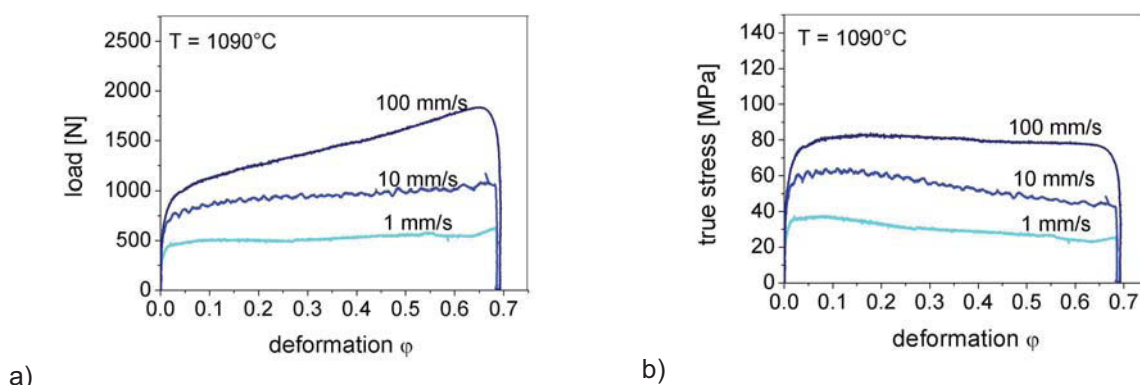 T = 1090°C
load [N]
2500
2000
1500
1000
500
0
100 mm/s
10 mm/s
1 mm/s
0.0 0.1 0.2 0.3 0.4 0.5 0.6 0.7
deformation φ
a)
T = 1090°C
true stress [MPa]
140
120
100
80
60
40
20
0
100 mm/s
10 mm/s
1 mm/s
0.0 0.1 0.2 0.3 0.4 0.5 0.6 0.7
deformation φ
b)